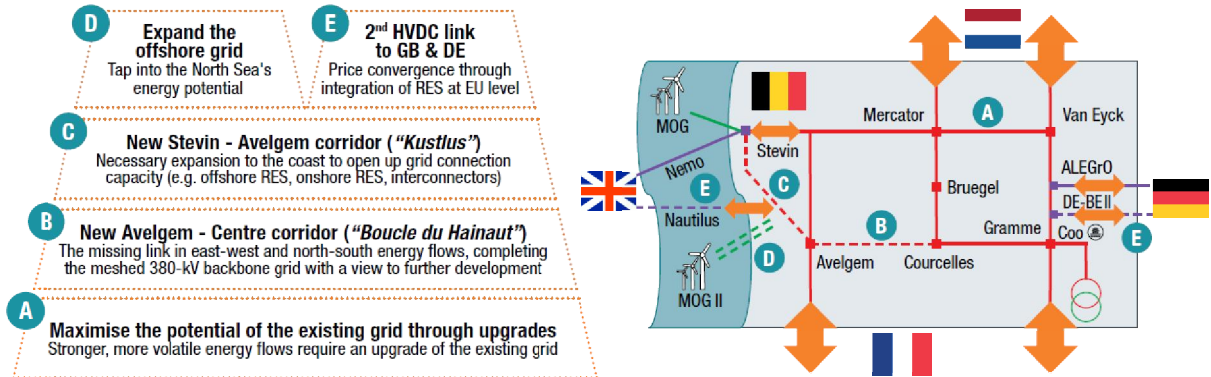 D
Expand the
offshore grid
Tap into the North Sea's
energy potential
E
2nd HVDC link
to GB & DE
Price convergence through
integration of RES at EU level
C
New Stevin - Avelgem corridor ("Kustlus")
Necessary expansion to the coast to open up grid connection
capacity (e.g. offshore RES, onshore RES, interconnectors)
B
New Avelgem - Centre corridor ("Boucle du Hainaut")
The missing link in east-west and north-south energy flows, completing
the meshed 380-kV backbone grid with a view to further development
A
Maximise the potential of the existing grid through upgrades
Stronger, more volatile energy flows require an upgrade of the existing grid
MOG
Mercator
A
Van Eyck
Stevin
Nemo
E
C
ALEGrO
Bruegel
Nautilus
DE-BE II
B
Gramme
Coo
E
D
Avelgem
Courcelles
MOG II